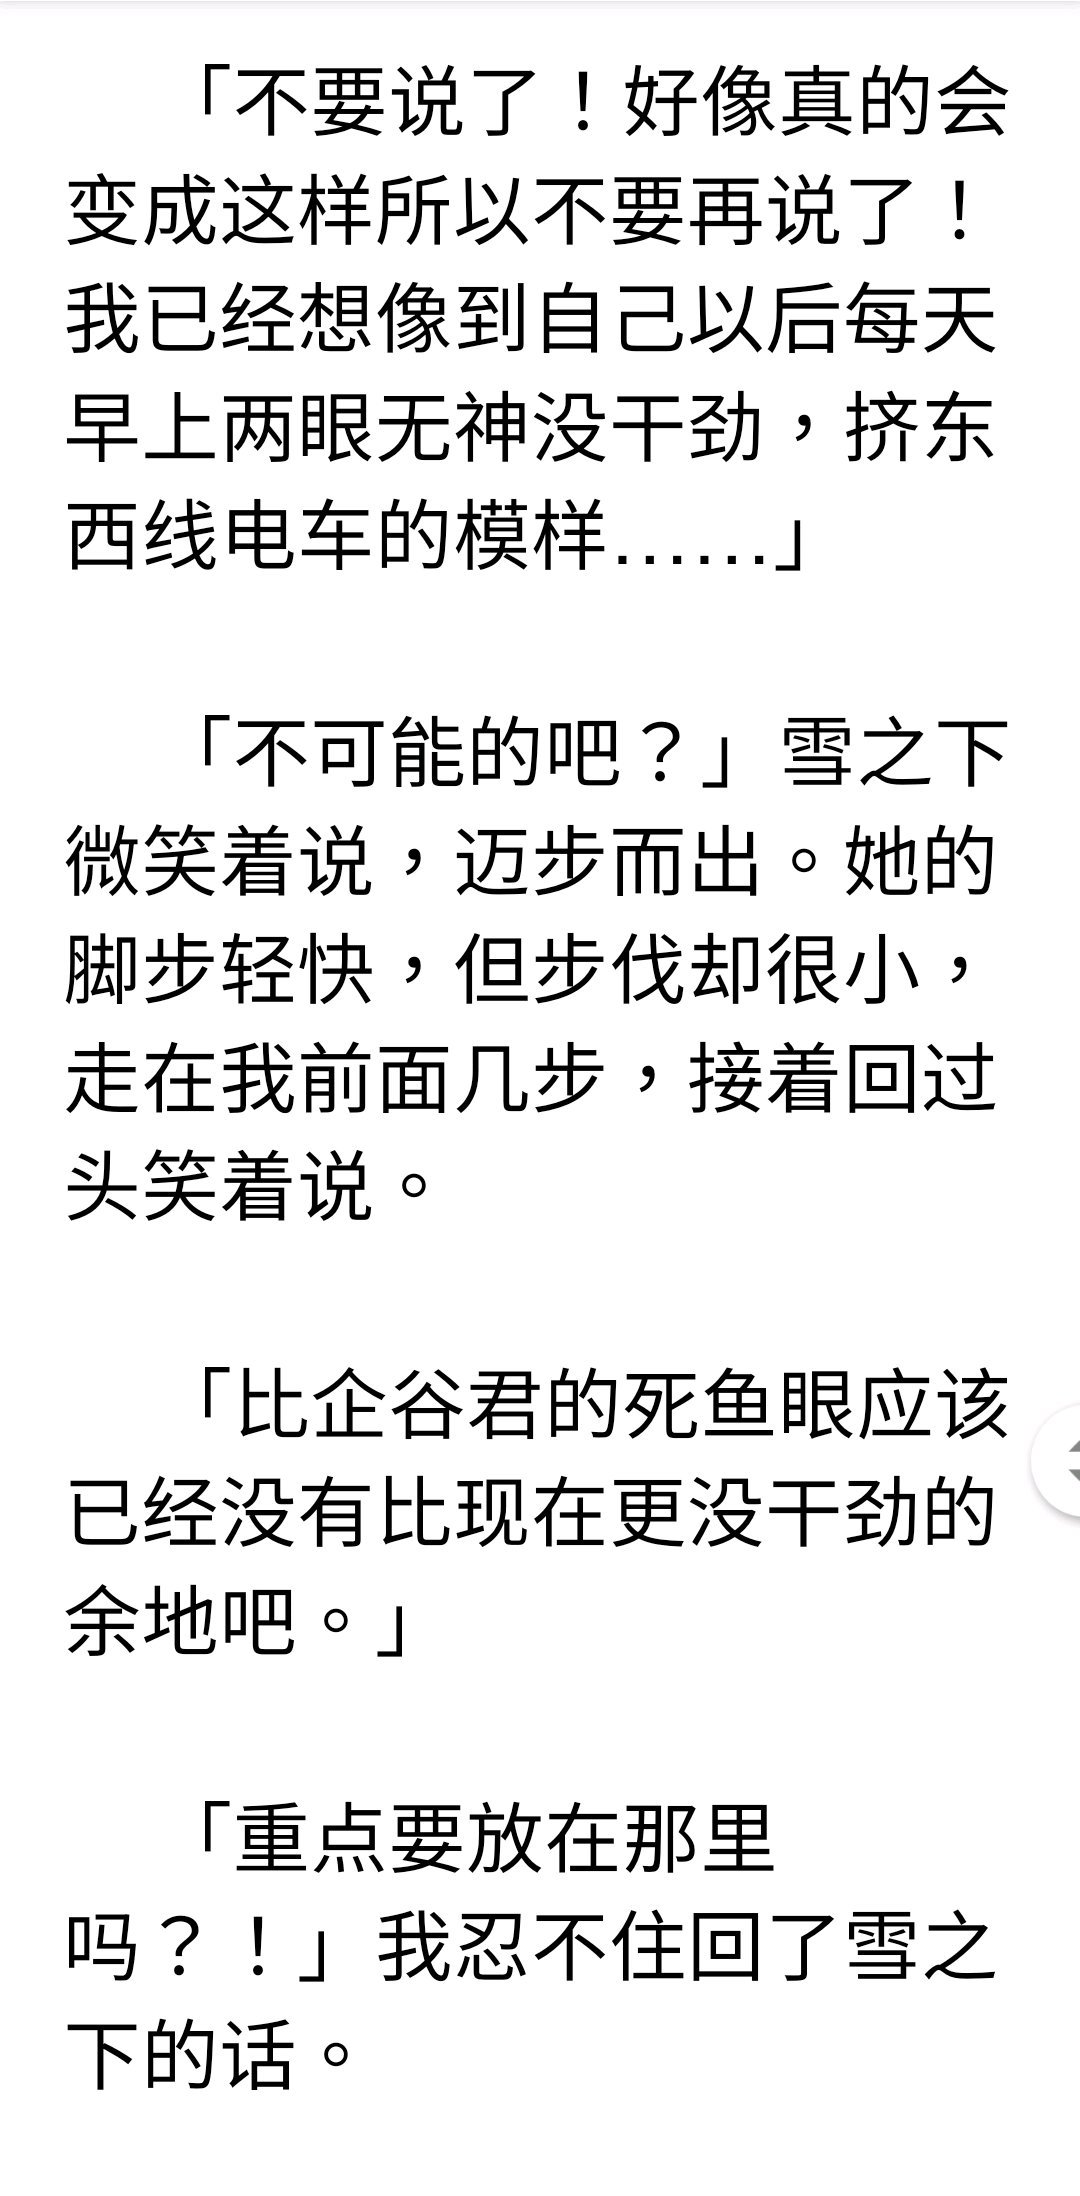 「不要说了！好像真的会
变成这样所以不要再说了！
我已经想像到自己以后每天
早上两眼无神没干劲，挤东
西线电车的模样……」
「不可能的吧？」雪之下
微笑着说，迈步而出。她的
脚步轻快，但步伐却很小，
走在我前面几步，接着回过
头笑着说。
「比企谷君的死鱼眼应该
已经没有比现在更没干劲的
余地吧。」
「重点要放在那里
吗？！」我忍不住回了雪之
下的话。